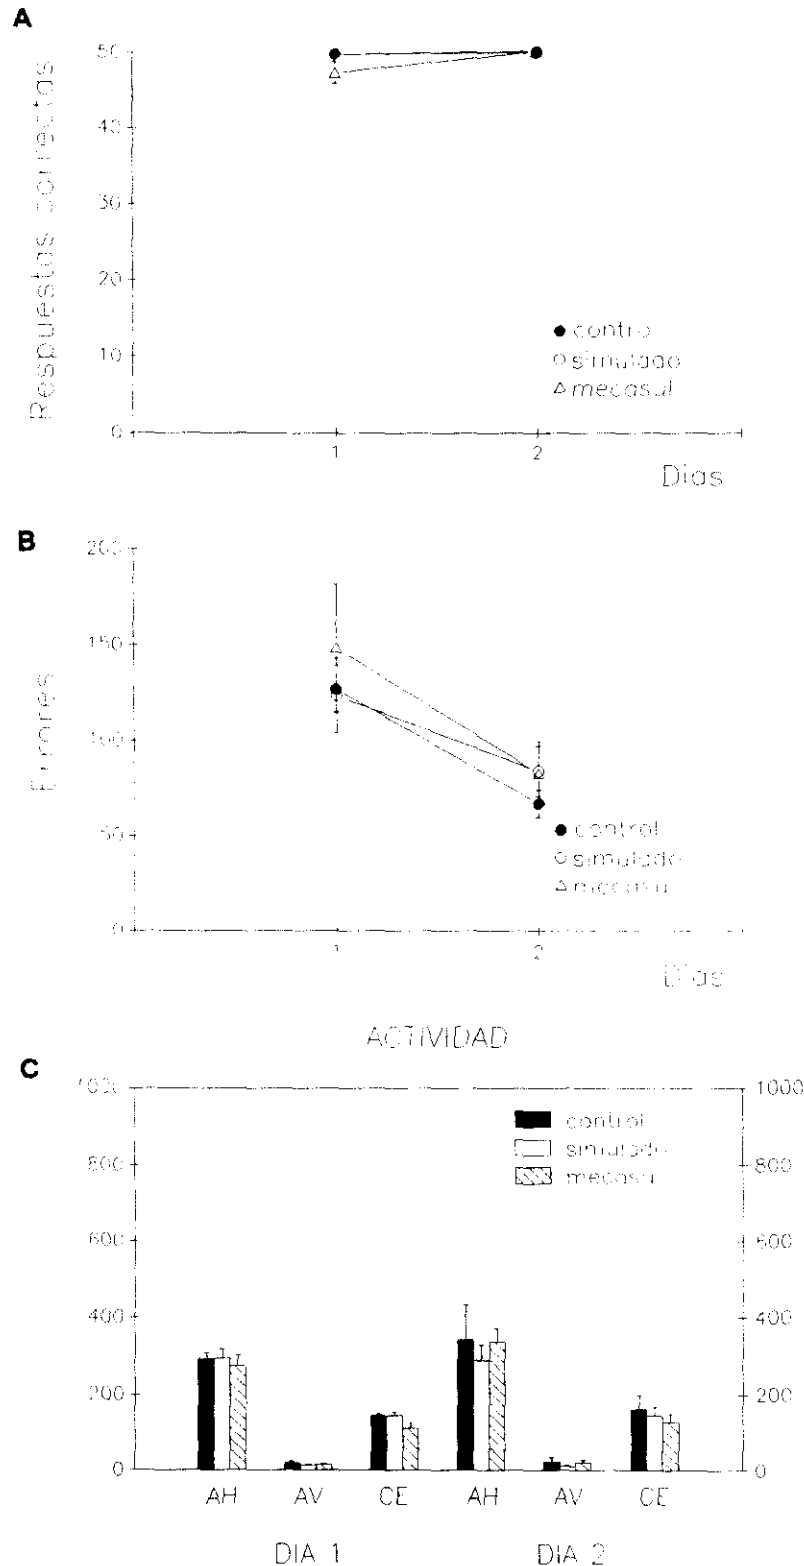 A
50
40
30
20
10
0
Respuestas correctas
control
simulado
mecasul
1 2
Dias
B
200
150
100
50
0
Errores
control
simulado
1 2
Dias
ACTIVIDAD
C
1000 1000
control
simulado
mecasul
800 800
600 600
400 400
200 200
0 0
AH AV CE AH AV CE
DIA 1 DIA 2